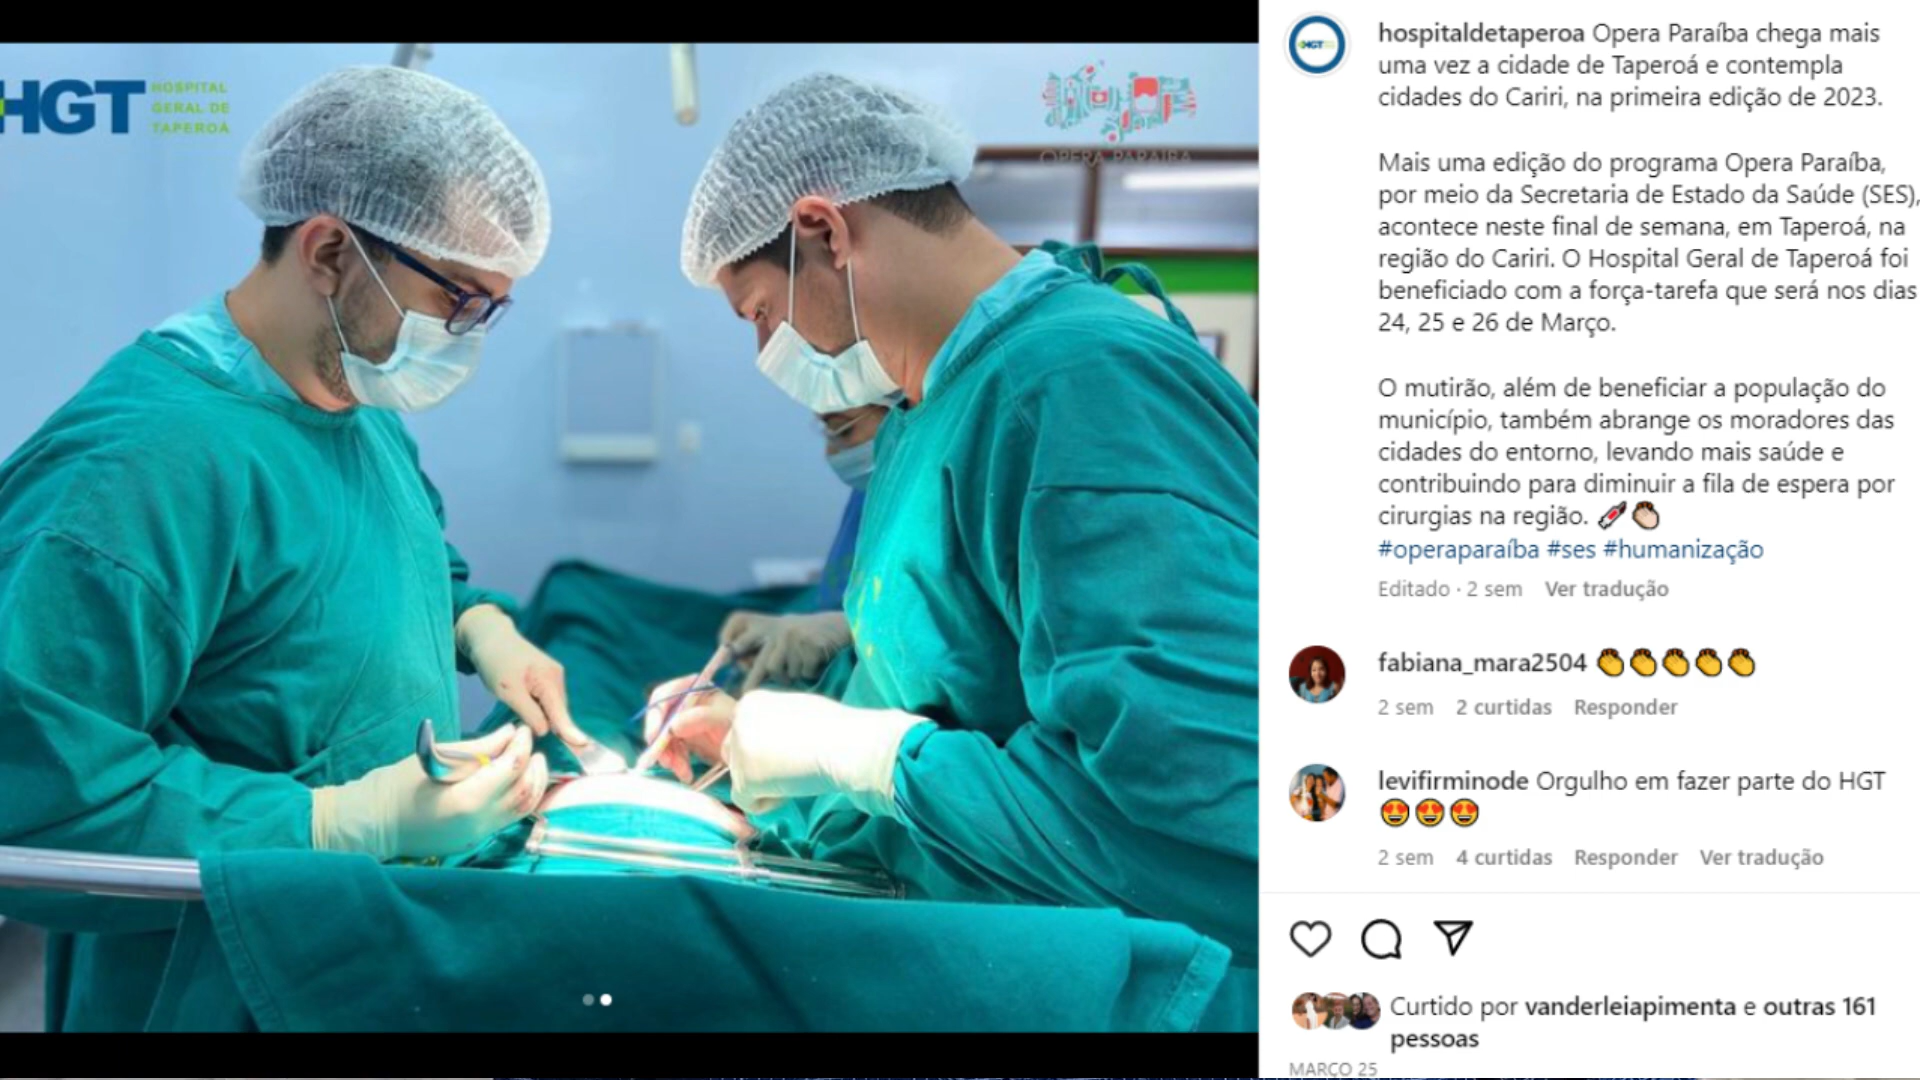 HGT HOSPITAL
GERAL DE
TAPEROÁ
OPERA PARAÍBA
HGT
hospitaldetaperoa Opera Paraíba chega mais
uma vez a cidade de Taperoá e contempla
cidades do Cariri, na primeira edição de 2023.
Mais uma edição do programa Opera Paraíba,
por meio da Secretaria de Estado da Saúde (SES),
acontece neste final de semana, em Taperoá, na
região do Cariri. O Hospital Geral de Taperoá foi
beneficiado com a força-tarefa que será nos dias
24, 25 e 26 de Março.
O mutirão, além de beneficiar a população do
município, também abrange os moradores das
cidades do entorno, levando mais saúde e
contribuindo para diminuir a fila de espera por
cirurgias na região. 💉👏🏻
#operaparaíba #ses #humanização
Editado · 2 sem Ver tradução
fabiana_mara2504 👏👏👏👏👏
2 sem 2 curtidas Responder
levifirminode Orgulho em fazer parte do HGT
😍😍😍
2 sem 4 curtidas Responder Ver tradução
Curtido por vanderleiapimenta e outras 161
pessoas
MARÇO 25